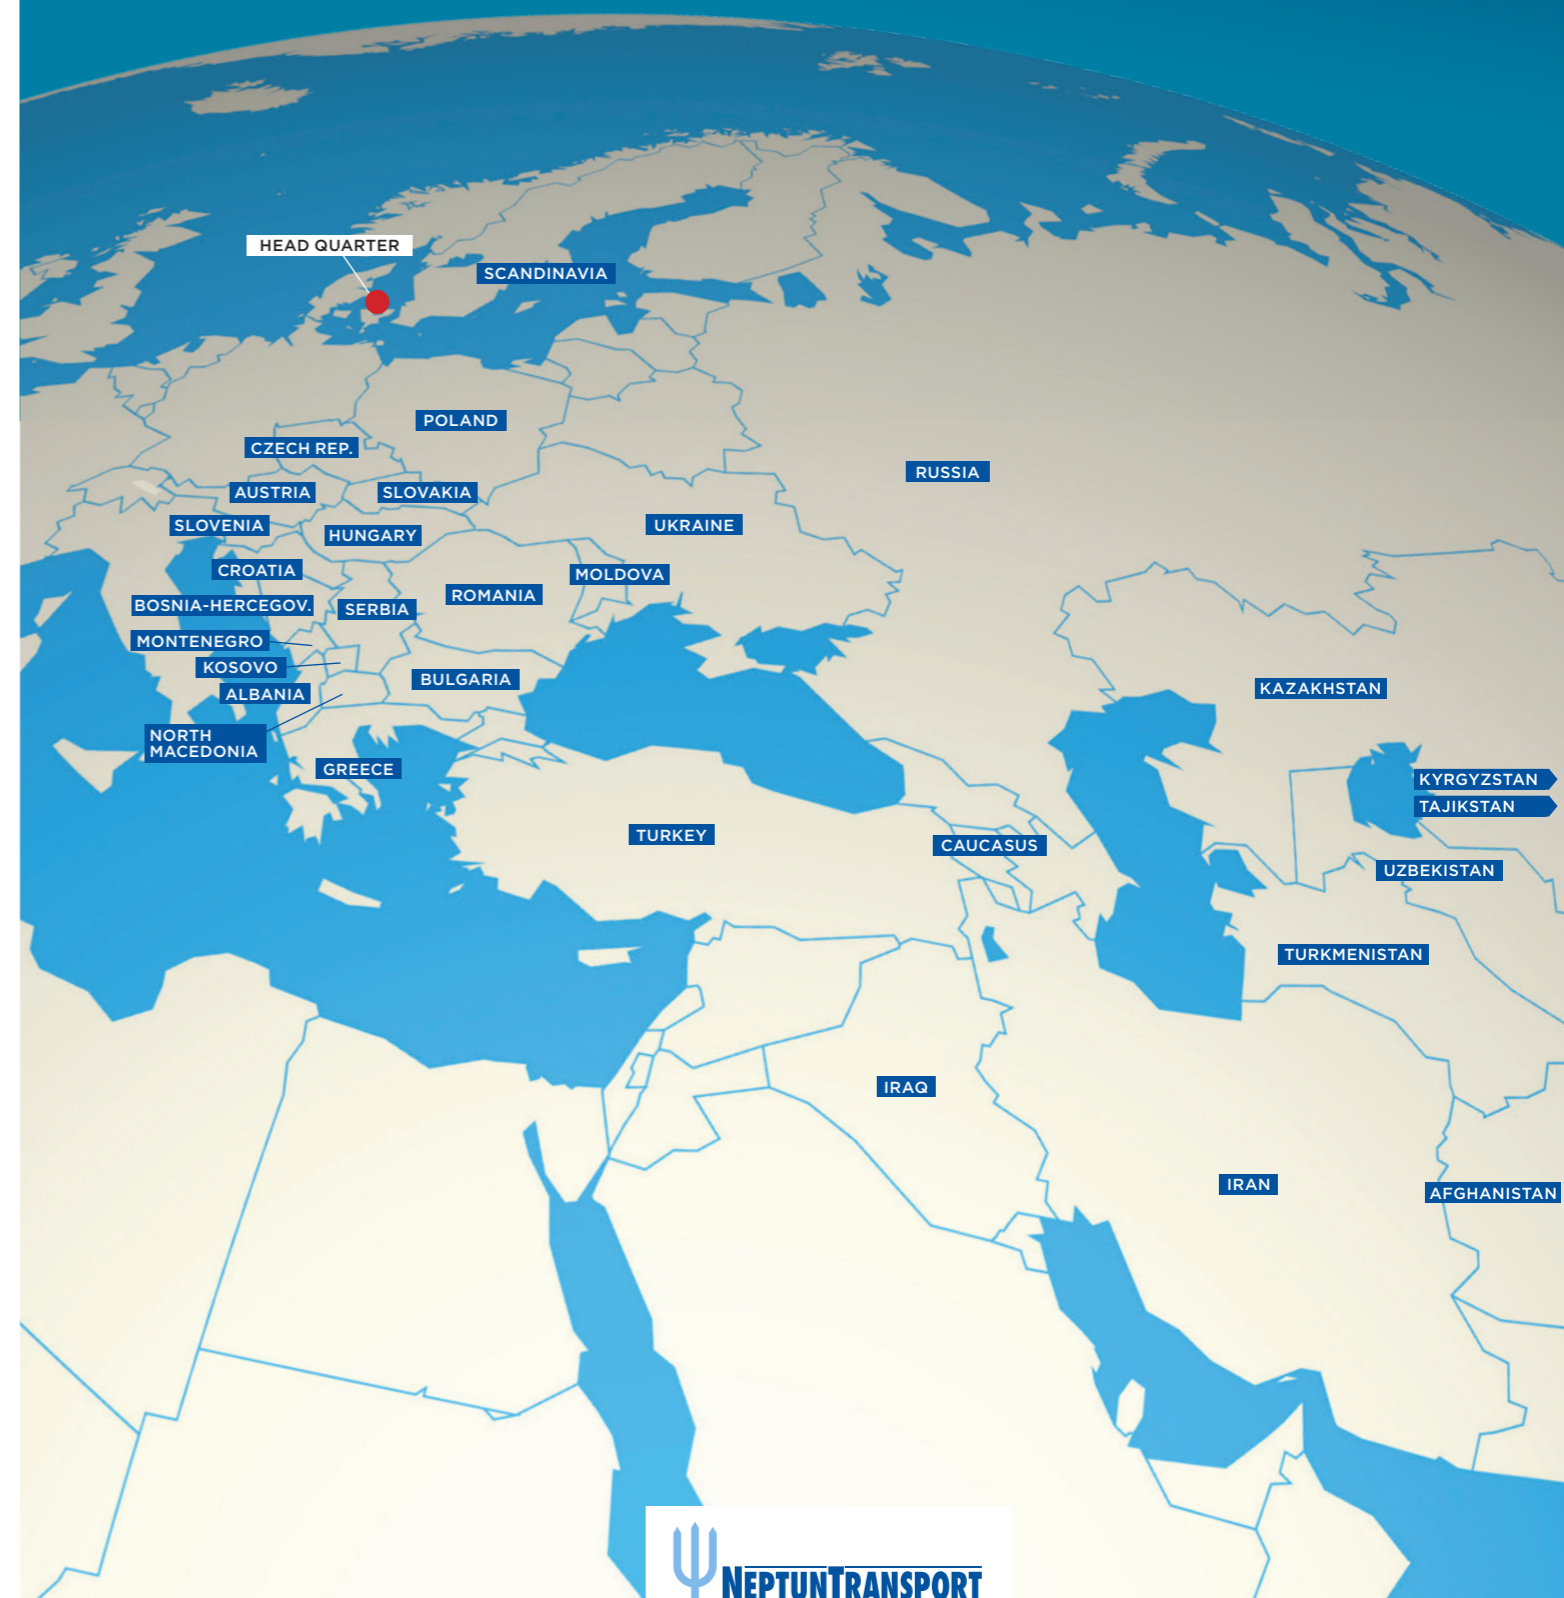 HEAD QUARTER
SCANDINAVIA
POLAND
CZECH REP.
RUSSIA
AUSTRIA
SLOVAKIA
SLOVENIA
UKRAINE
HUNGARY
CROATIA
MOLDOVA
ROMANIA
BOSNIA-HERCEGOV.
SERBIA
MONTENEGRO
KOSOVO
BULGARIA
KAZAKHSTAN
ALBANIA
NORTH
MACEDONIA
GREECE
KYRGYZSTAN
TAJIKSTAN
TURKEY
CAUCASUS
UZBEKISTAN
TURKMENISTAN
IRAQ
IRAN
AFGHANISTAN
NEPTUNTRANSPORT